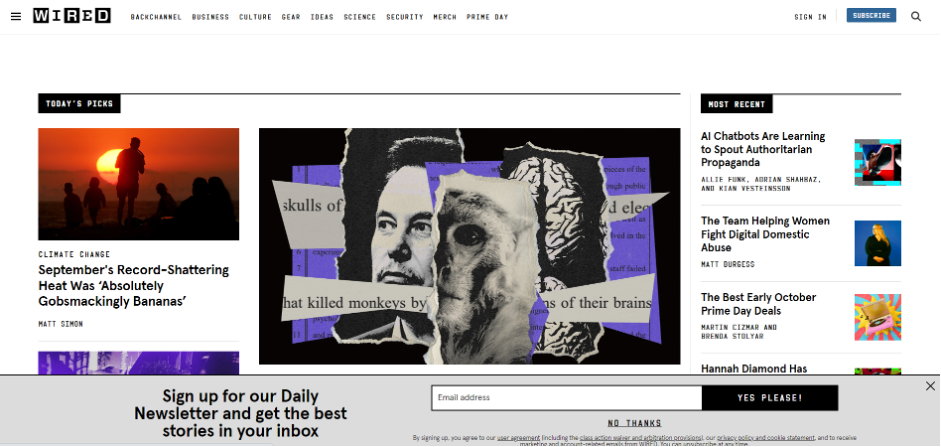 WIRED
BACKCHANNEL BUSINESS CULTURE GEAR IDEAS SCIENCE SECURITY MERCH PRIME DAY
SIGN IN
SUBSCRIBE
TODAY'S PICKS
CLIMATE CHANGE
September's Record-Shattering
Heat Was ‘Absolutely
Gobsmackingly Bananas’
MATT SIMON
skulls of
d elec
hat killed monkeys by
ns of their brains
MOST RECENT
AI Chatbots Are Learning
to Spout Authoritarian
Propaganda
ALLIE FUNK, ADRIAN SHAHBAZ,
AND KIAN VESTEINSSON
The Team Helping Women
Fight Digital Domestic
Abuse
MATT BURGESS
The Best Early October
Prime Day Deals
MARTIN CIZMAR AND
BRENDA STOLYAR
Hannah Diamond Has
Sign up for our Daily
Newsletter and get the best
stories in your inbox
Email address
YES PLEASE!
NO THANKS
By signing up, you agree to our user agreement (including the class action waiver and arbitration provisions), our privacy policy and cookie statement, and to receive
marketing and account-related emails from WIRED. You can unsubscribe at any time.